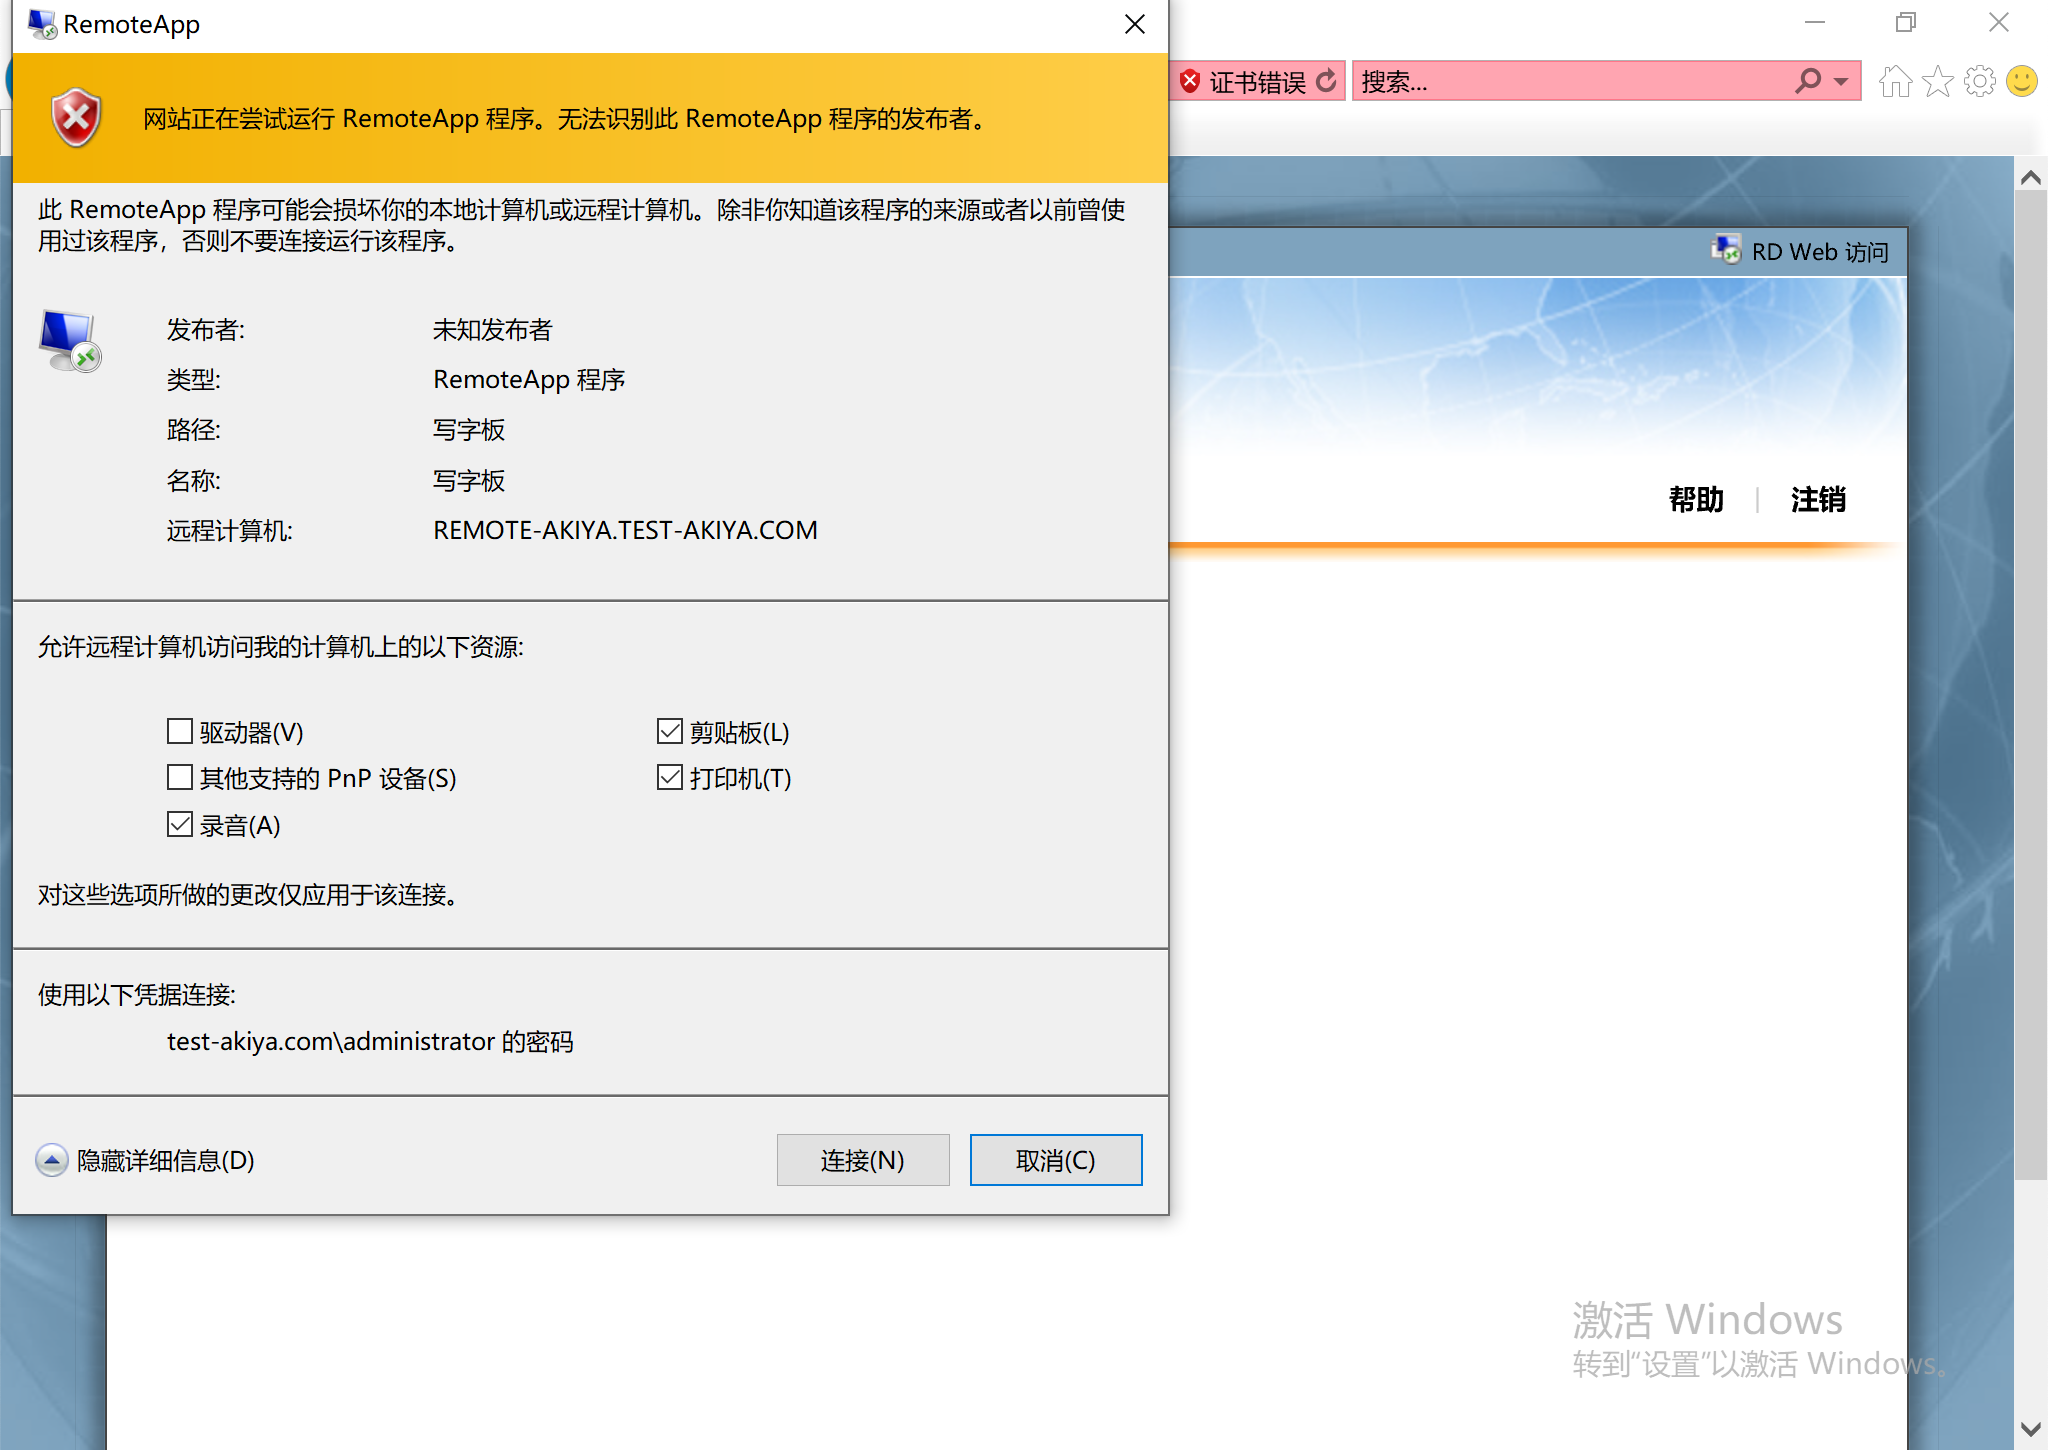 RemoteApp
证书错误
搜索...
网站正在尝试运行 RemoteApp 程序。无法识别此 RemoteApp 程序的发布者。
此 RemoteApp 程序可能会损坏你的本地计算机或远程计算机。除非你知道该程序的来源或者以前曾使
用过该程序，否则不要连接运行该程序。
RD Web 访问
发布者: 未知发布者
类型: RemoteApp 程序
路径: 写字板
名称: 写字板
远程计算机: REMOTE-AKIYA.TEST-AKIYA.COM
帮助 | 注销
允许远程计算机访问我的计算机上的以下资源:
驱动器(V) 剪贴板(L)
其他支持的 PnP 设备(S) 打印机(T)
录音(A)
对这些选项所做的更改仅应用于该连接。
使用以下凭据连接:
test-akiya.com\administrator 的密码
隐藏详细信息(D) 连接(N) 取消(C)
激活 Windows
转到“设置”以激活 Windows。